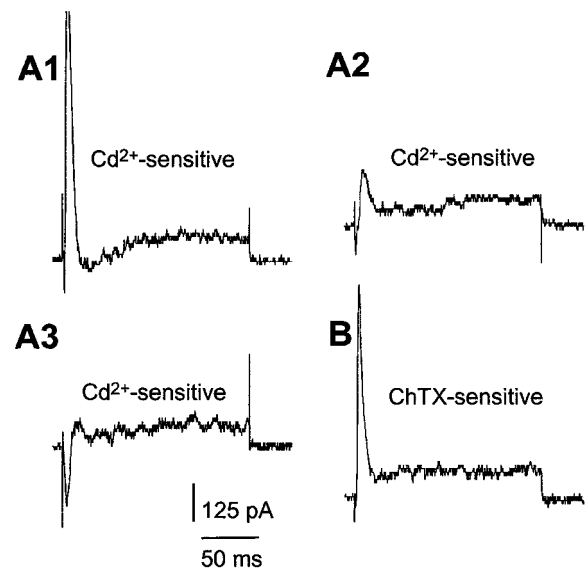 A1
Cd²⁺-sensitive
A2
Cd²⁺-sensitive
A3
Cd²⁺-sensitive
B
ChTX-sensitive
125 pA
50 ms